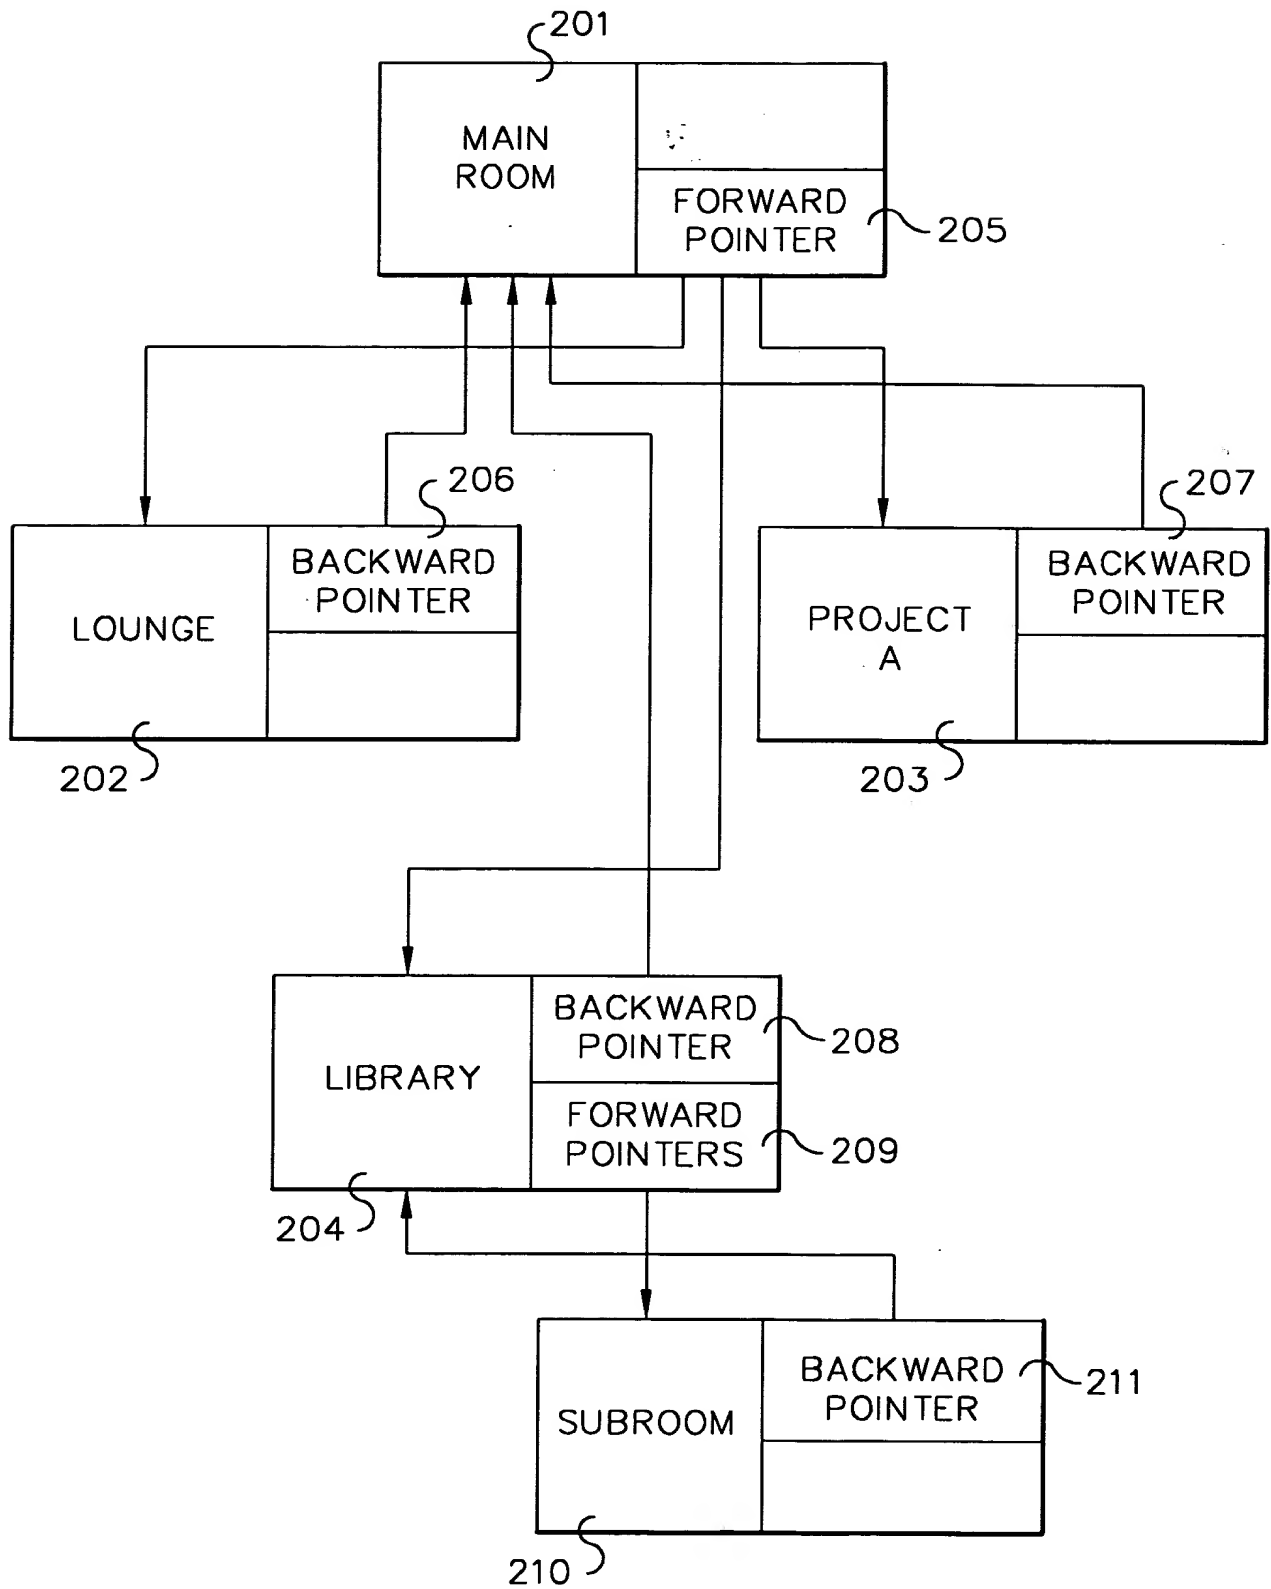 201
MAIN
ROOM
FORWARD
POINTER
205
206
207
LOUNGE
BACKWARD
POINTER
PROJECT
A
BACKWARD
POINTER
202
203
LIBRARY
BACKWARD
POINTER
208
FORWARD
POINTERS
209
204
SUBROOM
BACKWARD
POINTER
211
210